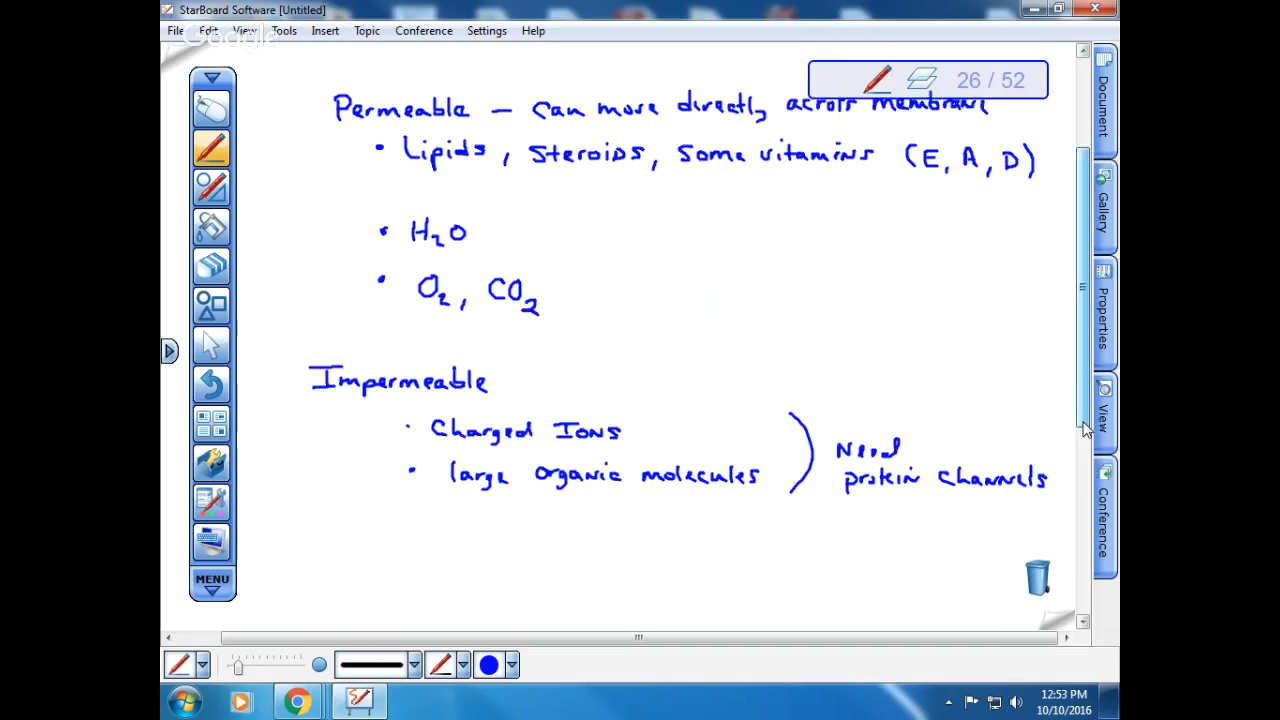 StarBoard Software [Untitled]
File Edit View Tools Insert Topic Conference Settings Help
Google
26 / 52
Permeable – Can move directly across membrane
• Lipids, Steroids, Some vitamins (E, A, D)
• H₂O
• O₂, CO₂
Impermeable
• Charged Ions
• large organic molecules
Need
protein channels
Document
Gallery
Properties
View
Conference
MENU
12:53 PM
10/10/2016